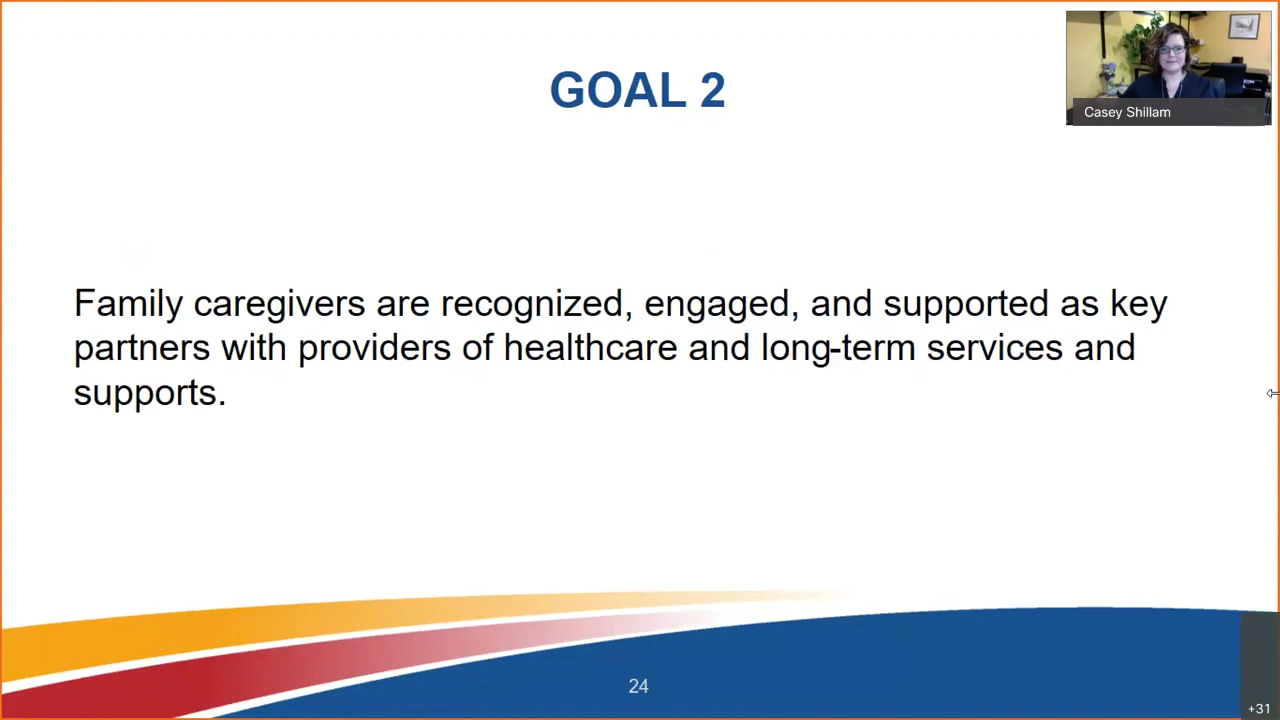 GOAL 2
Casey Shillam
Family caregivers are recognized, engaged, and supported as key
partners with providers of healthcare and long-term services and
supports.
24
+31